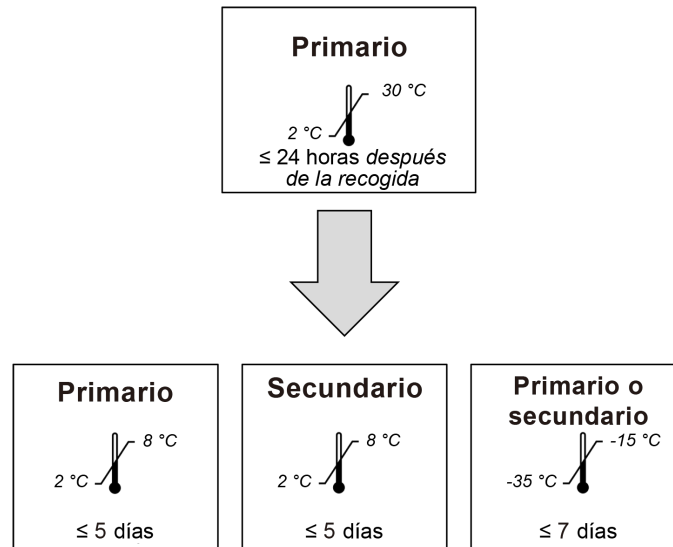 Primario
30 °C
2 °C
≤ 24 horas después
de la recogida
Primario
8 °C
2 °C
≤ 5 días
Secundario
8 °C
2 °C
≤ 5 días
Primario o
secundario
-15 °C
-35 °C
≤ 7 días